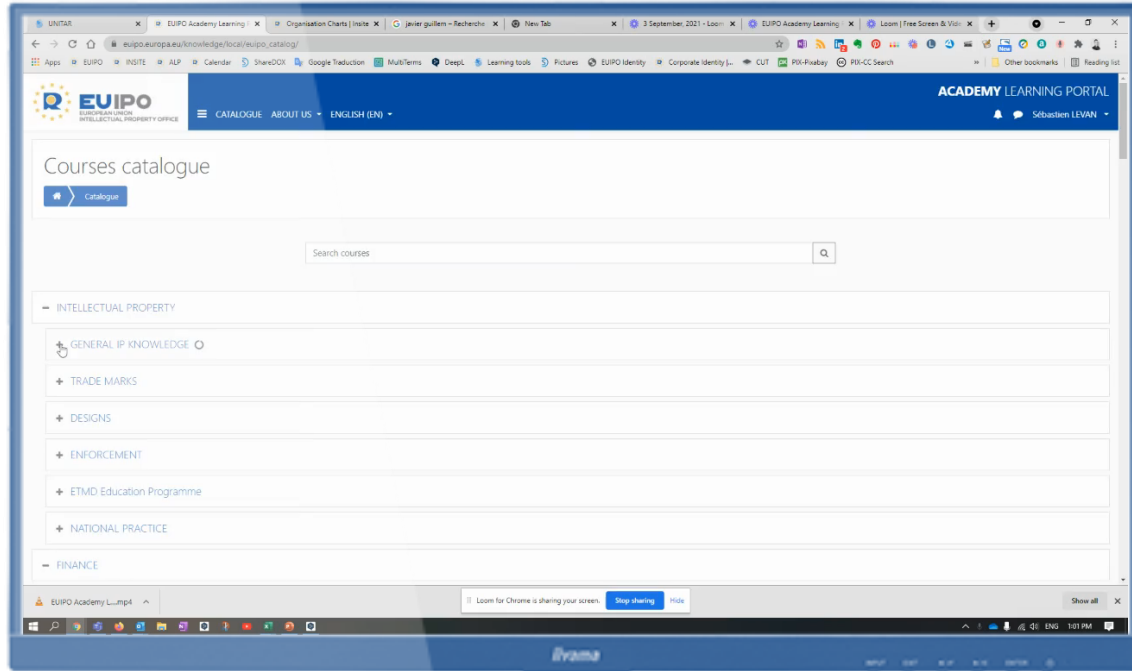 UNITAR
EUIPO Academy Learning
Organisation Charts | Insite
javier guillem – Recherche
New Tab
3 September, 2021 - Loom
EUIPO Academy Learning
Loom | Free Screen & Vide
euipo.europa.eu/knowledge/local/euipo_catalog/
Apps EUIPO INSITE ALP Calendar ShareDOX Google Traduction MultiTerms DeepL Learning tools Pictures EUIPO Identity Corporate Identity (... CUT PIX-Pixabay PIX-CC Search » Other bookmarks Reading list
ACADEMY LEARNING PORTAL
EUIPO
EUROPEAN UNION
INTELLECTUAL PROPERTY OFFICE
CATALOGUE ABOUT US ENGLISH (EN)
Sébastien LEVAN
Courses catalogue
Catalogue
Search courses
INTELLECTUAL PROPERTY
GENERAL IP KNOWLEDGE
TRADE MARKS
DESIGNS
ENFORCEMENT
ETMD Education Programme
NATIONAL PRACTICE
FINANCE
EUIPO Academy L....mp4
Loom for Chrome is sharing your screen. Stop sharing Hide
Show all
ENG 1:01 PM
iiyama